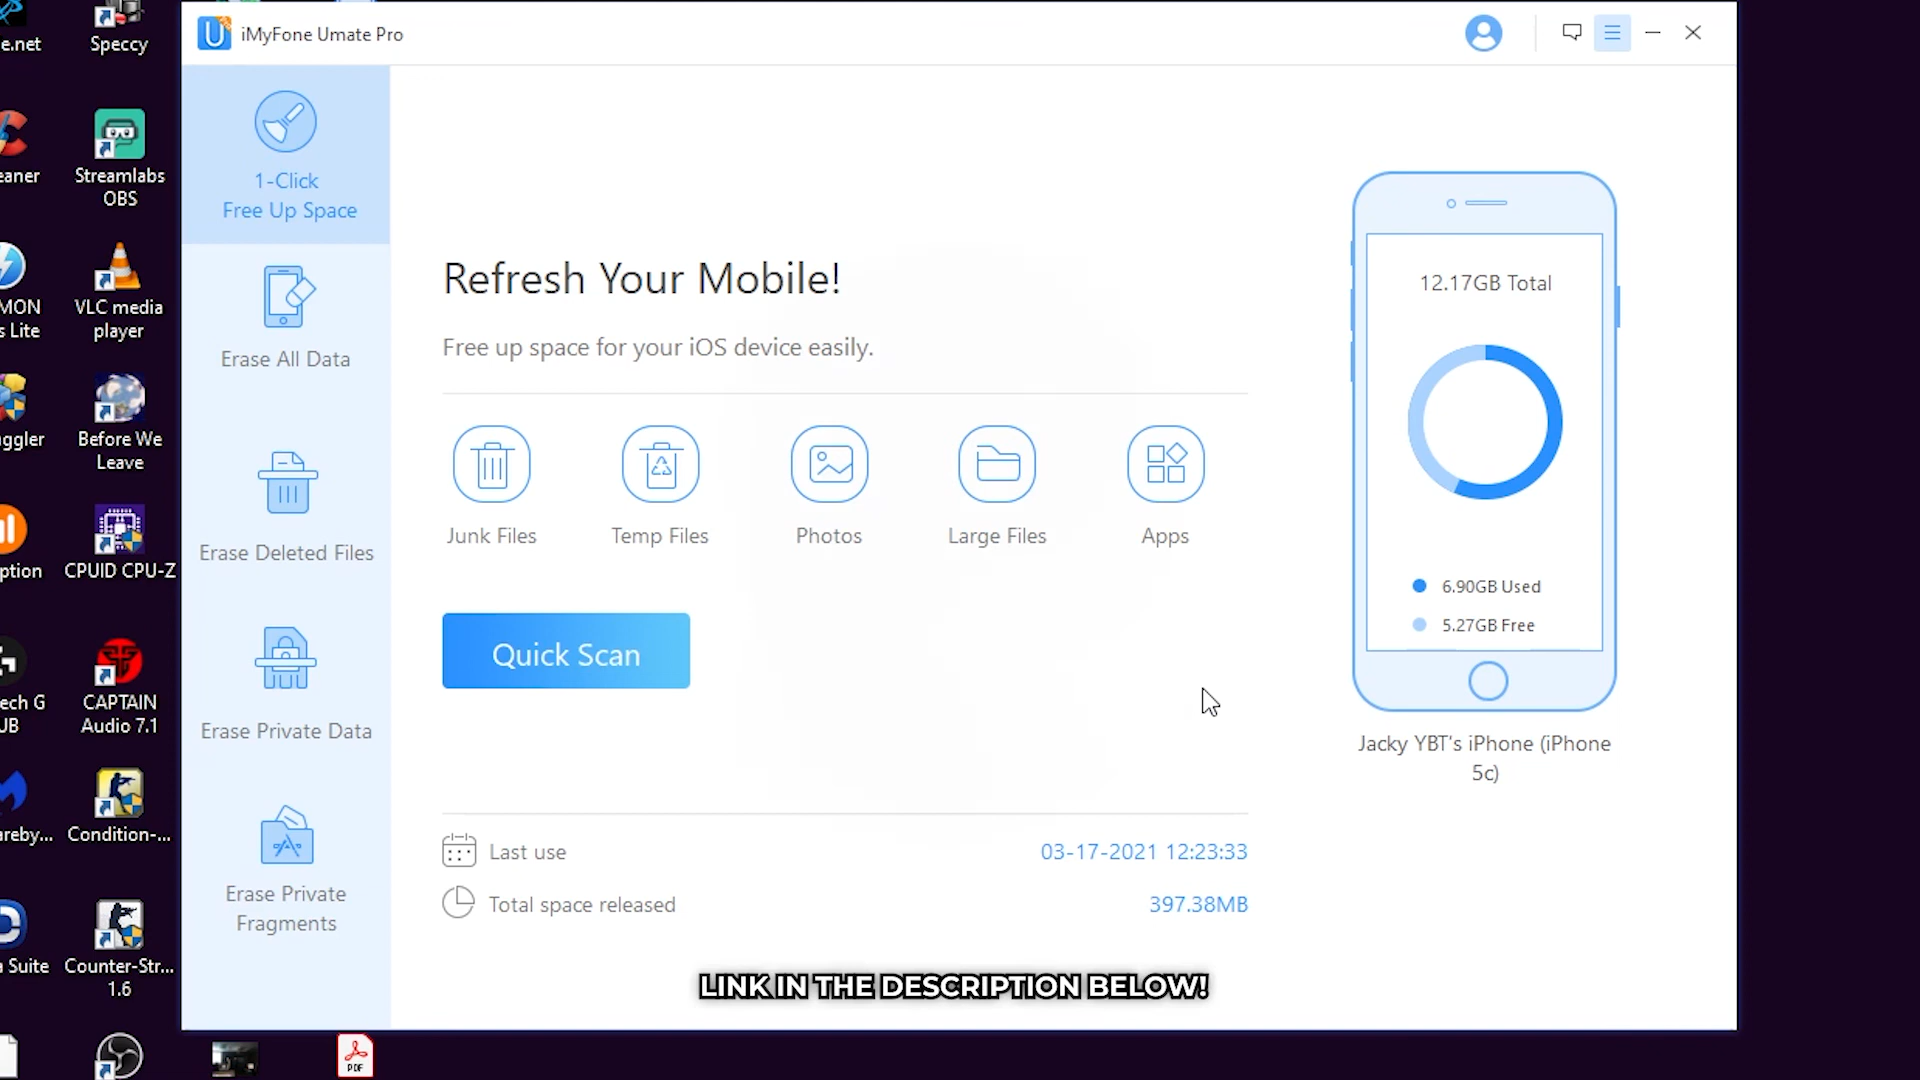 e.net
Speccy
iMyFone Umate Pro
eaner
Streamlabs
OBS
1-Click
Free Up Space
MON
s Lite
VLC media
player
Erase All Data
Refresh Your Mobile!
Free up space for your iOS device easily.
12.17GB Total
ggler
Before We
Leave
Junk Files
Temp Files
Photos
Large Files
Apps
ption
CPUID CPU-Z
Erase Deleted Files
6.90GB Used
5.27GB Free
Quick Scan
ech G
UB
CAPTAIN
Audio 7.1
Erase Private Data
Jacky YBT's iPhone (iPhone
5c)
areby...
Condition-...
Last use
03-17-2021 12:23:33
Erase Private
Fragments
Total space released
397.38MB
a Suite
Counter-Str...
1.6
LINK IN THE DESCRIPTION BELOW!
PDF